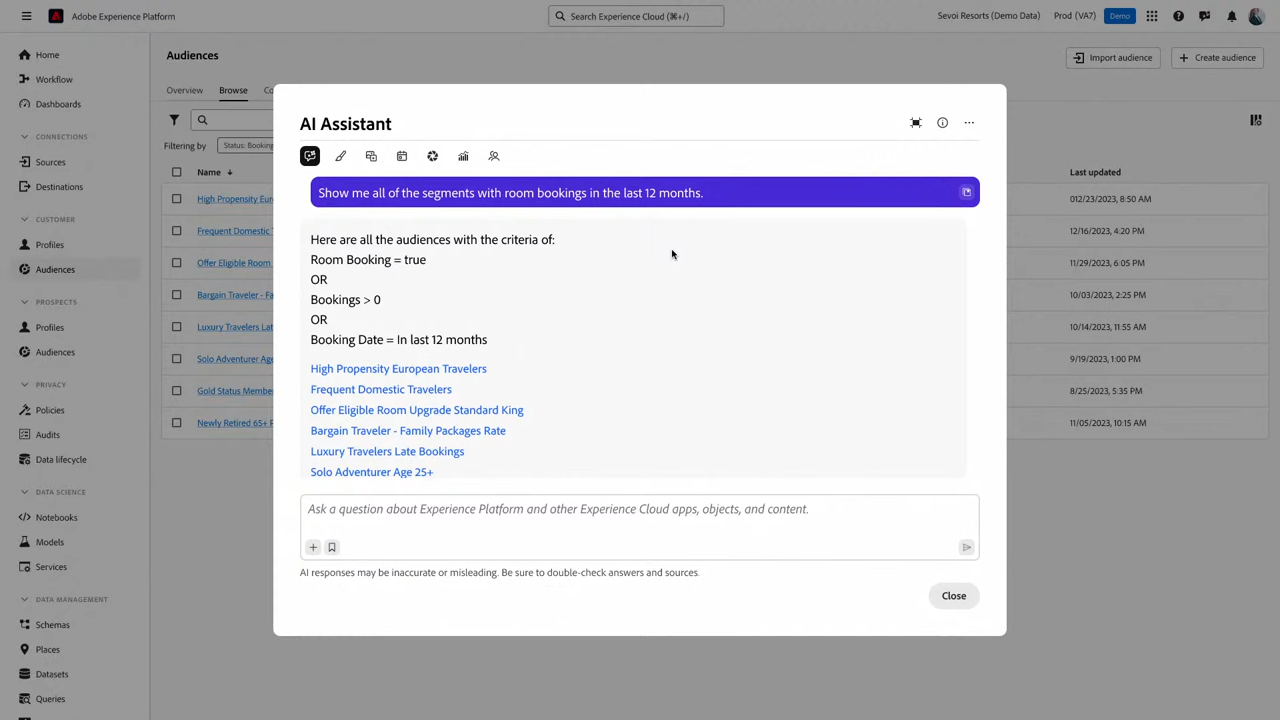 Adobe Experience Platform
Search Experience Cloud (⌘+/)
Sevoi Resorts (Demo Data)
Prod (VA7)
Demo
Home
Workflow
Dashboards
CONNECTIONS
Sources
Destinations
CUSTOMER
Profiles
Audiences
PROSPECTS
Profiles
Audiences
PRIVACY
Policies
Audits
Data lifecycle
DATA SCIENCE
Notebooks
Models
Services
DATA MANAGEMENT
Schemas
Places
Datasets
Queries
Audiences
Import audience
Create audience
Overview
Browse
Filtering by
Status: Booking
Name
Last updated
High Propensity Eur
012/23/2023, 8:50 AM
Frequent Domestic
12/16/2023, 4:20 PM
Offer Eligible Room
11/29/2023, 6:05 PM
Bargain Traveler - Fa
10/03/2023, 2:25 PM
Luxury Travelers Lat
10/14/2023, 11:55 AM
Solo Adventurer Age
9/19/2023, 1:00 PM
Gold Status Membe
8/25/2023, 5:35 PM
Newly Retired 65+
11/05/2023, 10:15 AM
AI Assistant
Show me all of the segments with room bookings in the last 12 months.
Here are all the audiences with the criteria of:
Room Booking = true
OR
Bookings > 0
OR
Booking Date = In last 12 months
High Propensity European Travelers
Frequent Domestic Travelers
Offer Eligible Room Upgrade Standard King
Bargain Traveler - Family Packages Rate
Luxury Travelers Late Bookings
Solo Adventurer Age 25+
Ask a question about Experience Platform and other Experience Cloud apps, objects, and content.
AI responses may be inaccurate or misleading. Be sure to double-check answers and sources.
Close